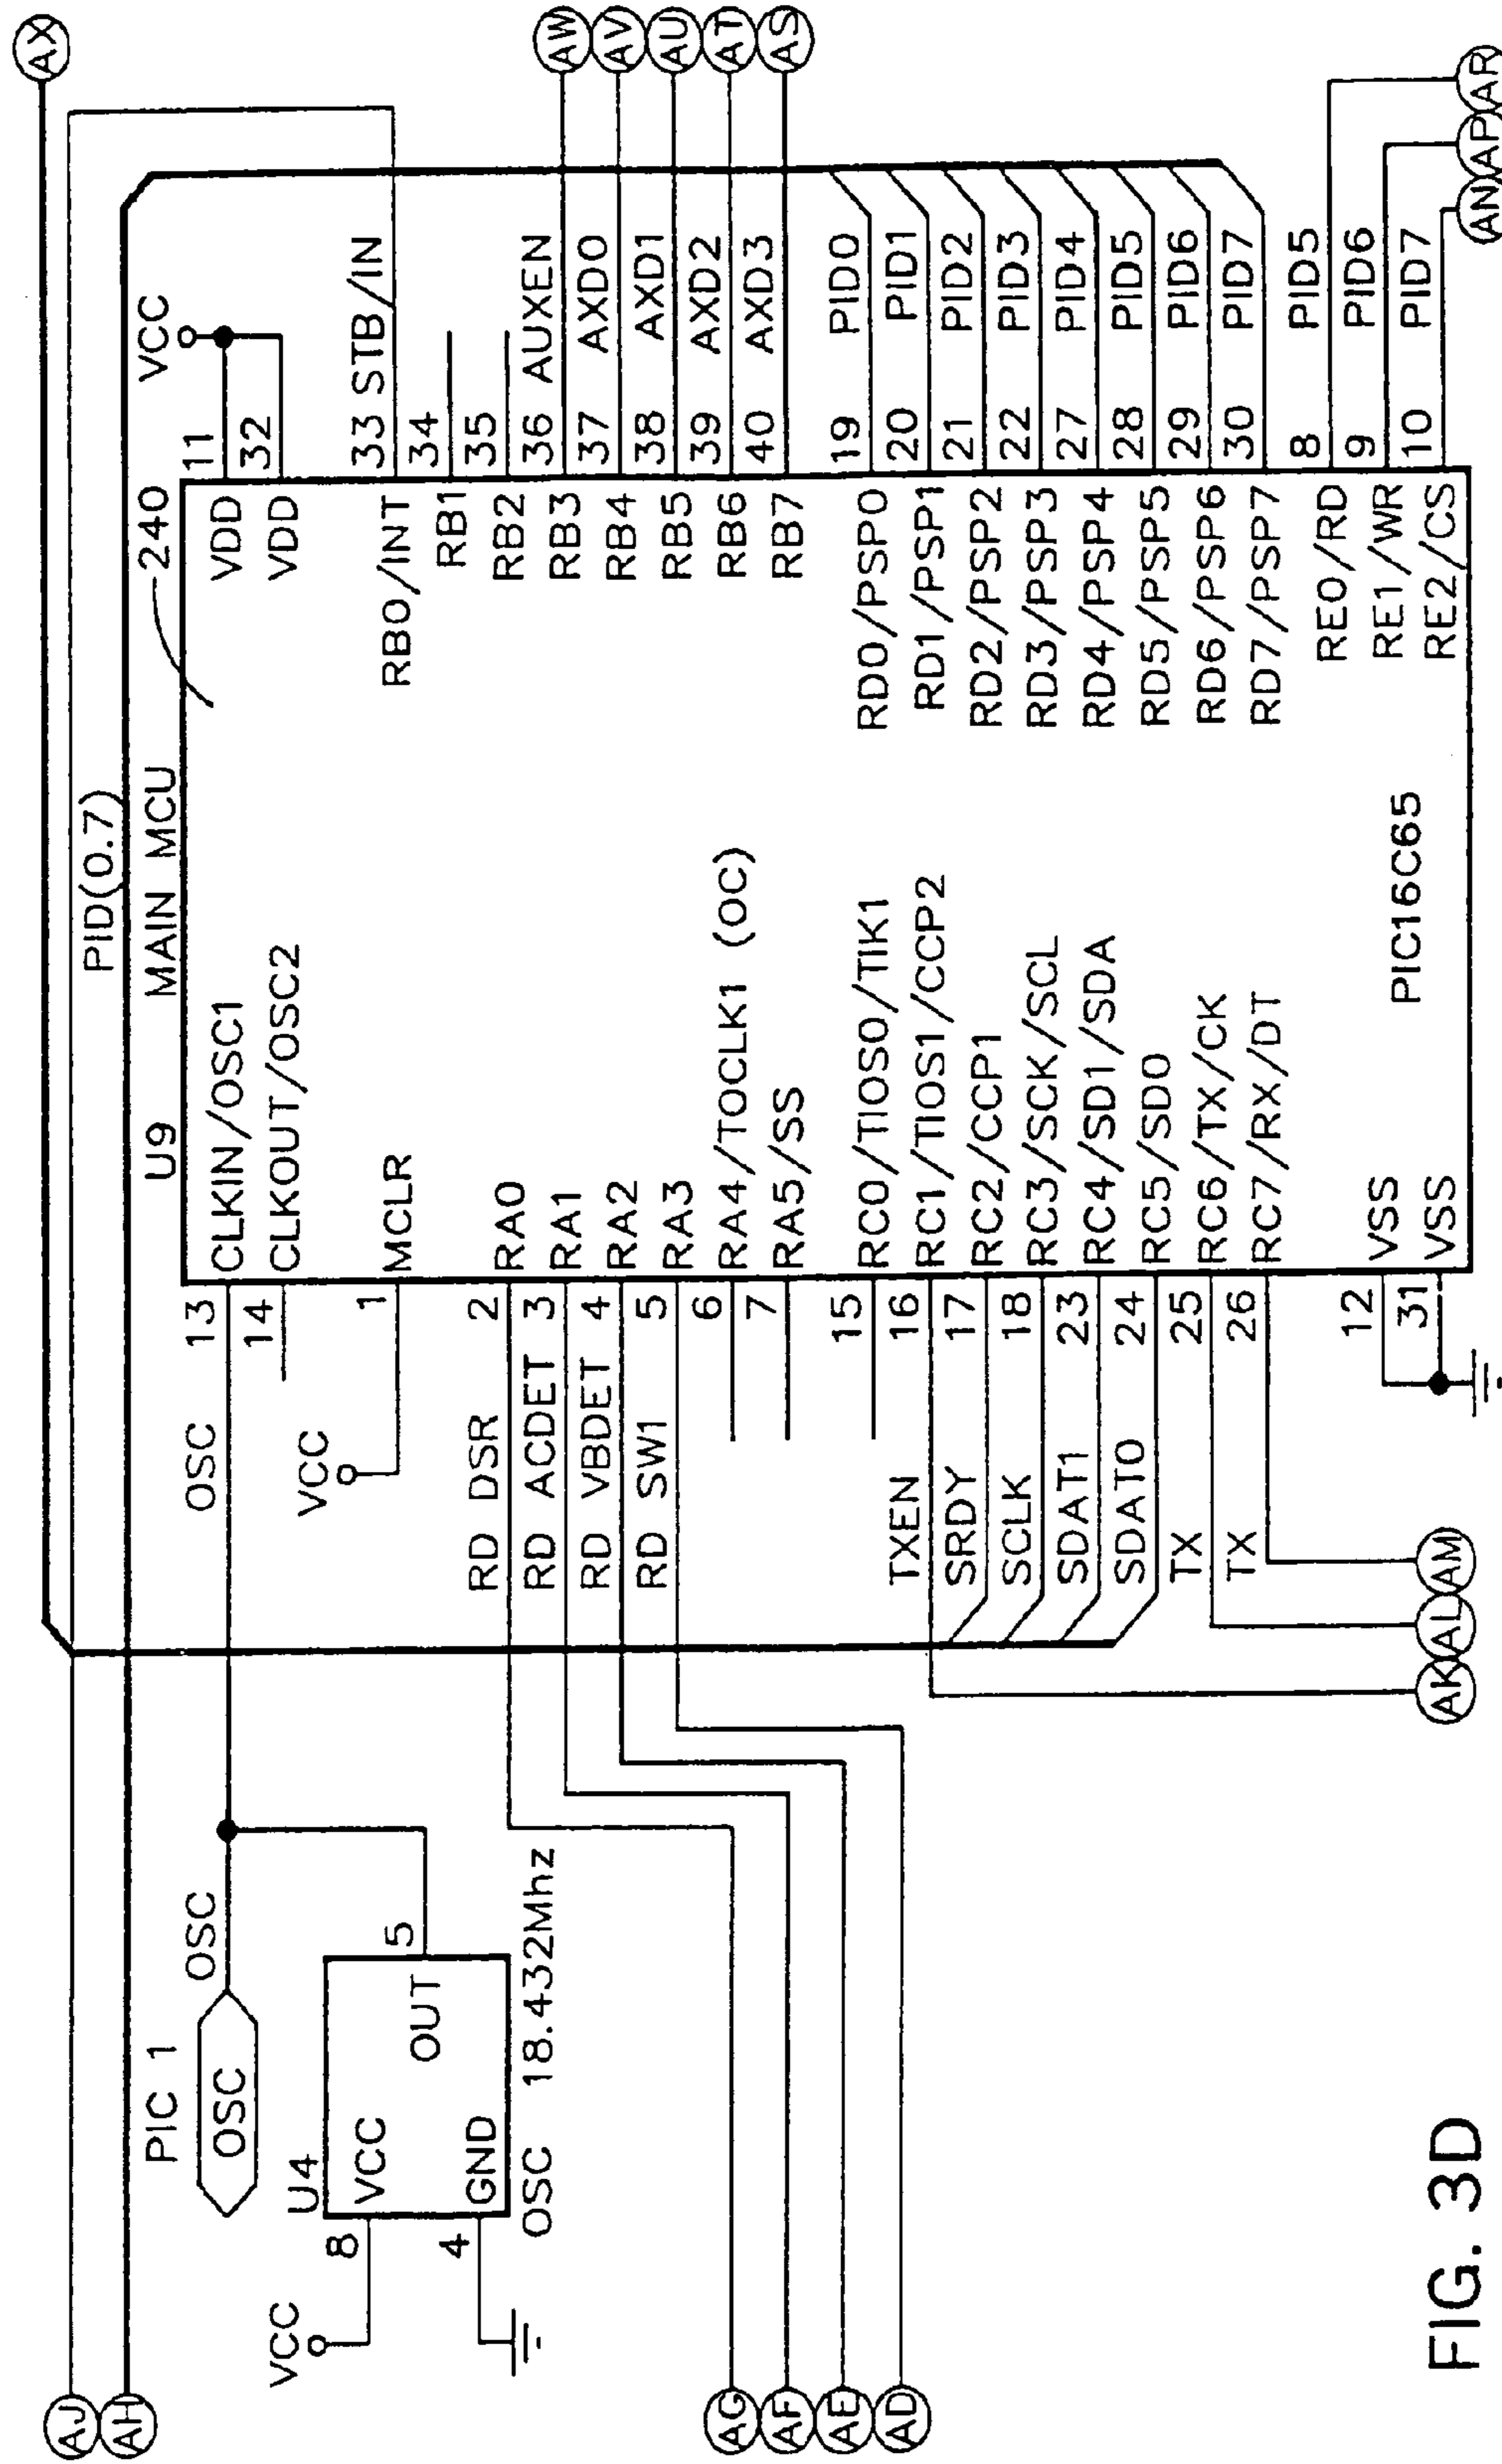 AX
AJ
AH
PID(0.7)
PIC 1
OSC
OSC
U4
8 VCC
VCC
OUT 5
4 GND
OSC 18.432Mhz
U9 MAIN MCU 240
OSC 13 CLKIN/OSC1
14 CLKOUT/OSC2
VCC
1 MCLR
RD DSR 2 RA0
RD ACDET 3 RA1
RD VBDET 4 RA2
RD SW1 5 RA3
6 RA4/TOCLK1 (OC)
7 RA5/SS
15 RC0/TIOSO/TIK1
TXEN 16 RC1/TIOS1/CCP2
SRDY 17 RC2/CCP1
SCLK 18 RC3/SCK/SCL
SDAT1 23 RC4/SD1/SDA
SDATO 24 RC5/SDO
TX 25 RC6/TX/CK
TX 26 RC7/RX/DT
12 VSS
31 VSS
PIC16C65
VCC
VDD 11
VDD 32
RBO/INT 33 STB/IN
RB1 34
RB2 35
RB3 36 AUXEN AW
RB4 37 AXD0 AV
RB5 38 AXD1 AU
RB6 39 AXD2 AT
RB7 40 AXD3 AS
RD0/PSP0 19 PID0
RD1/PSP1 20 PID1
RD2/PSP2 21 PID2
RD3/PSP3 22 PID3
RD4/PSP4 27 PID4
RD5/PSP5 28 PID5
RD6/PSP6 29 PID6
RD7/PSP7 30 PID7
RE0/RD 8 PID5
RE1/WR 9 PID6
RE2/CS 10 PID7
AG
AF
AE
AD
AK AL AM
AN AP AR
FIG. 3D